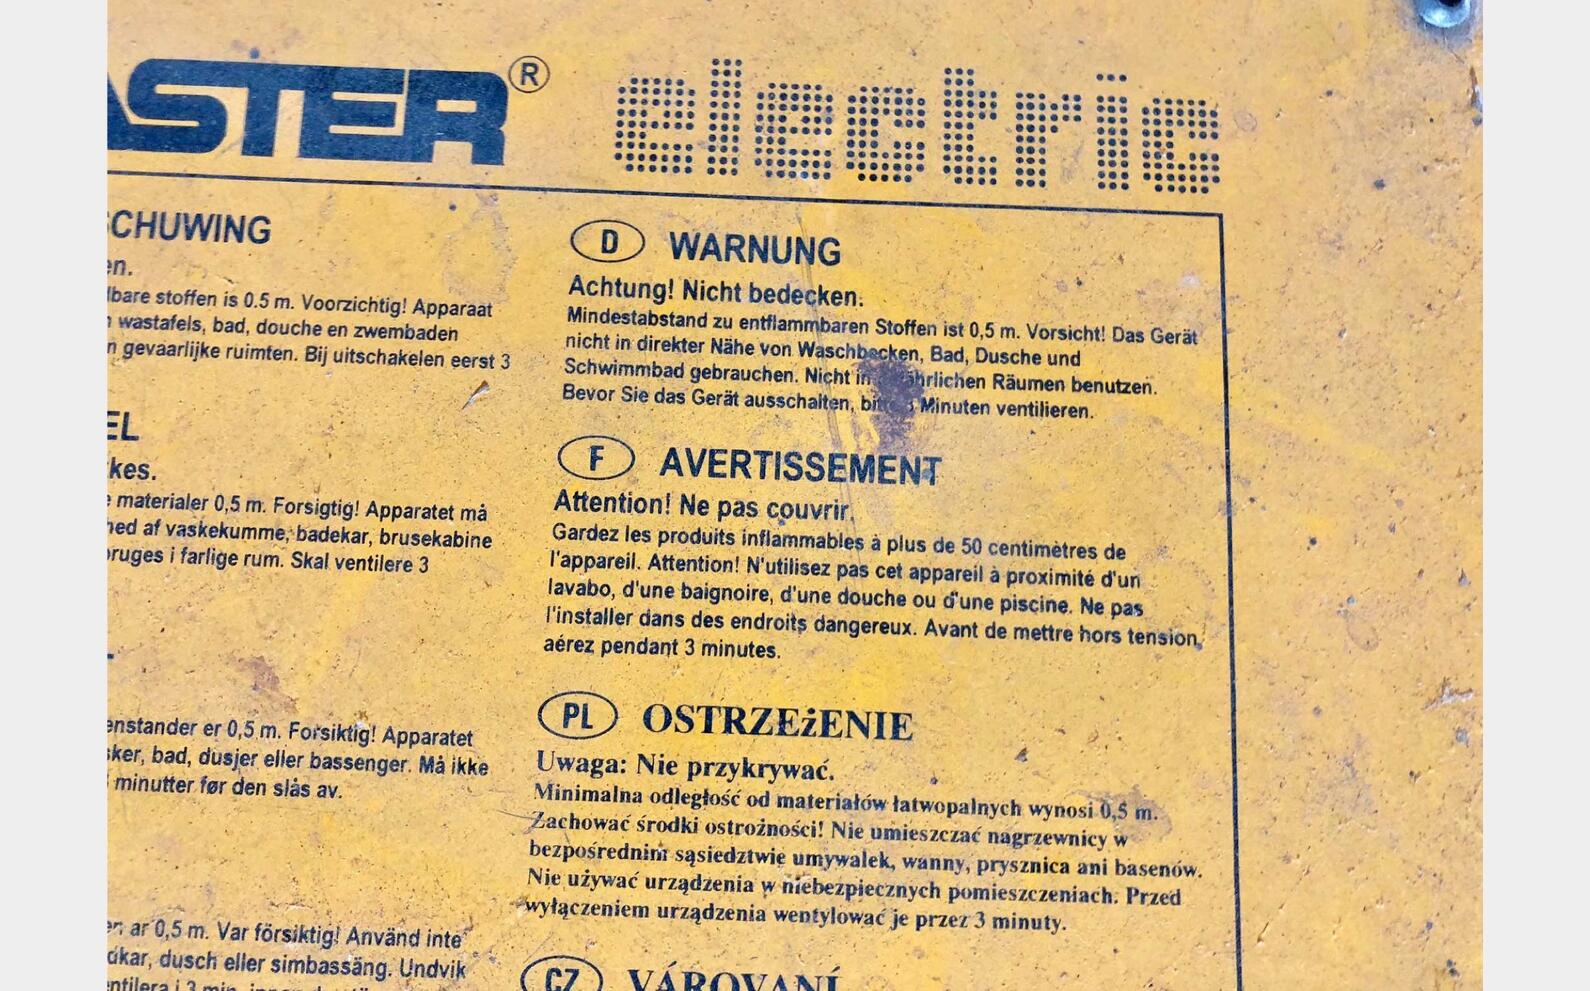 ASTER® electric
SCHUWING
en.
lbare stoffen is 0.5 m. Voorzichtig! Apparaat
wastafels, bad, douche en zwembaden
n gevaarlijke ruimten. Bij uitschakelen eerst 3
EL
kes.
e materialer 0,5 m. Forsigtig! Apparatet må
ned af vaskekumme, badekar, brusekabine
bruges i farlige rum. Skal ventilere 3
enstander er 0,5 m. Forsiktig! Apparatet
sker, bad, dusjer eller bassenger. Må ikke
minutter før den slås av.
ar 0,5 m. Var försiktig! Använd inte
dkar, dusch eller simbassäng. Undvik
entilera i 3 min.
D WARNUNG
Achtung! Nicht bedecken.
Mindestabstand zu entflammbaren Stoffen ist 0,5 m. Vorsicht! Das Gerät
nicht in direkter Nähe von Waschbecken, Bad, Dusche und
Schwimmbad gebrauchen. Nicht in hrlichen Räumen benutzen.
Bevor Sie das Gerät ausschalten, bitte 3 Minuten ventilieren.
F AVERTISSEMENT
Attention! Ne pas couvrir.
Gardez les produits inflammables à plus de 50 centimètres de
l'appareil. Attention! N'utilisez pas cet appareil à proximité d'un
lavabo, d'une baignoire, d'une douche ou d'une piscine. Ne pas
l'installer dans des endroits dangereux. Avant de mettre hors tension,
aérez pendant 3 minutes.
PL OSTRZEżENIE
Uwaga: Nie przykrywać.
Minimalna odległość od materiałów łatwopalnych wynosi 0,5 m.
Zachować środki ostrożności! Nie umieszczać nagrzewnicy w
bezpośrednim sąsiedztwie umywalek, wanny, prysznica ani basenów.
Nie używać urządzenia w niebezpiecznych pomieszczeniach. Przed
wyłączeniem urządzenia wentylować je przez 3 minuty.
CZ VÁROVANÍ